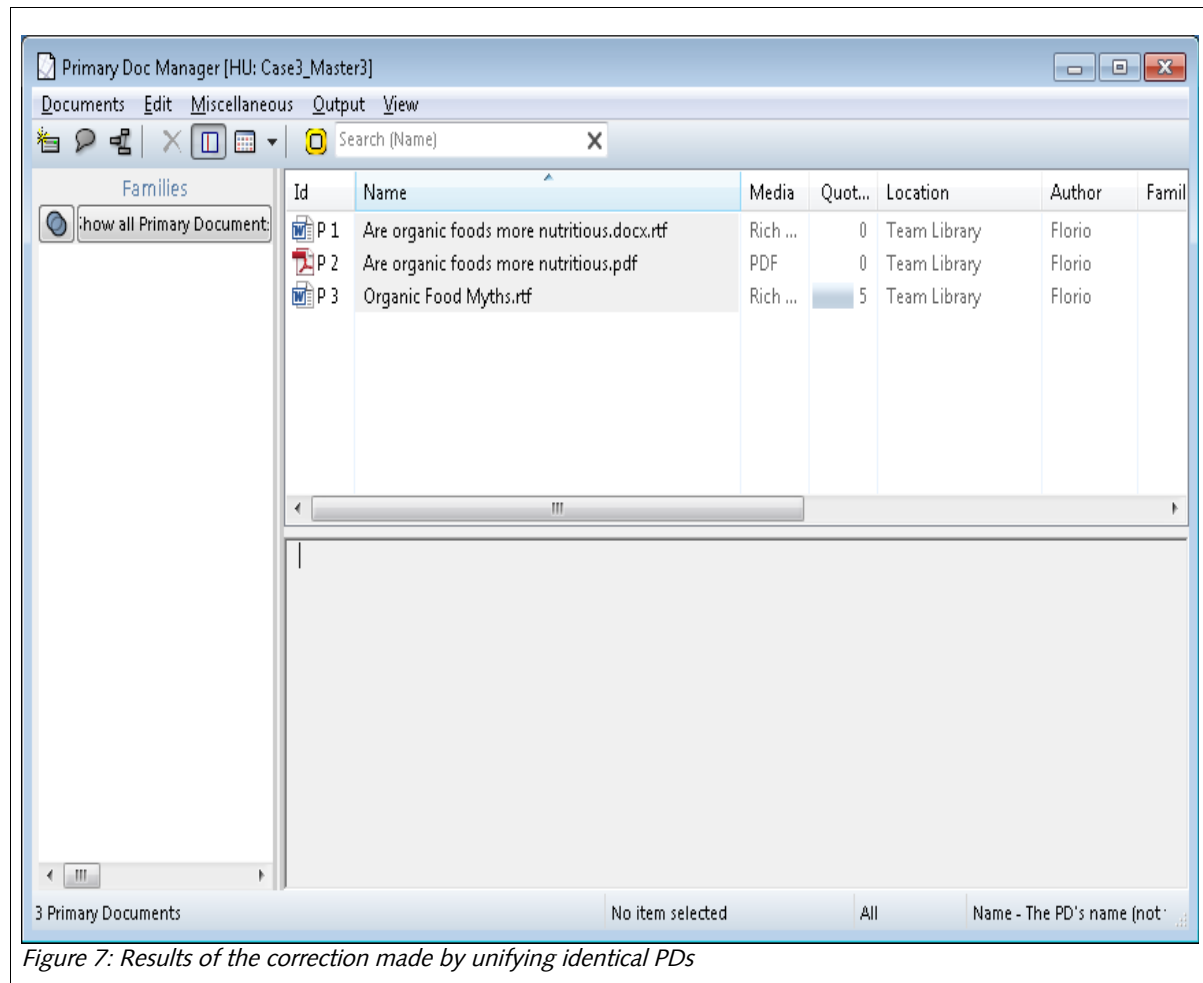 Primary Doc Manager [HU: Case3_Master3]
Documents Edit Miscellaneous Output View
Search (Name)
Families
how all Primary Document
Id Name Media Quot... Location Author Famil
P 1 Are organic foods more nutritious.docx.rtf Rich ... 0 Team Library Florio
P 2 Are organic foods more nutritious.pdf PDF 0 Team Library Florio
P 3 Organic Food Myths.rtf Rich ... 5 Team Library Florio
3 Primary Documents No item selected All Name - The PD's name (not
Figure 7: Results of the correction made by unifying identical PDs